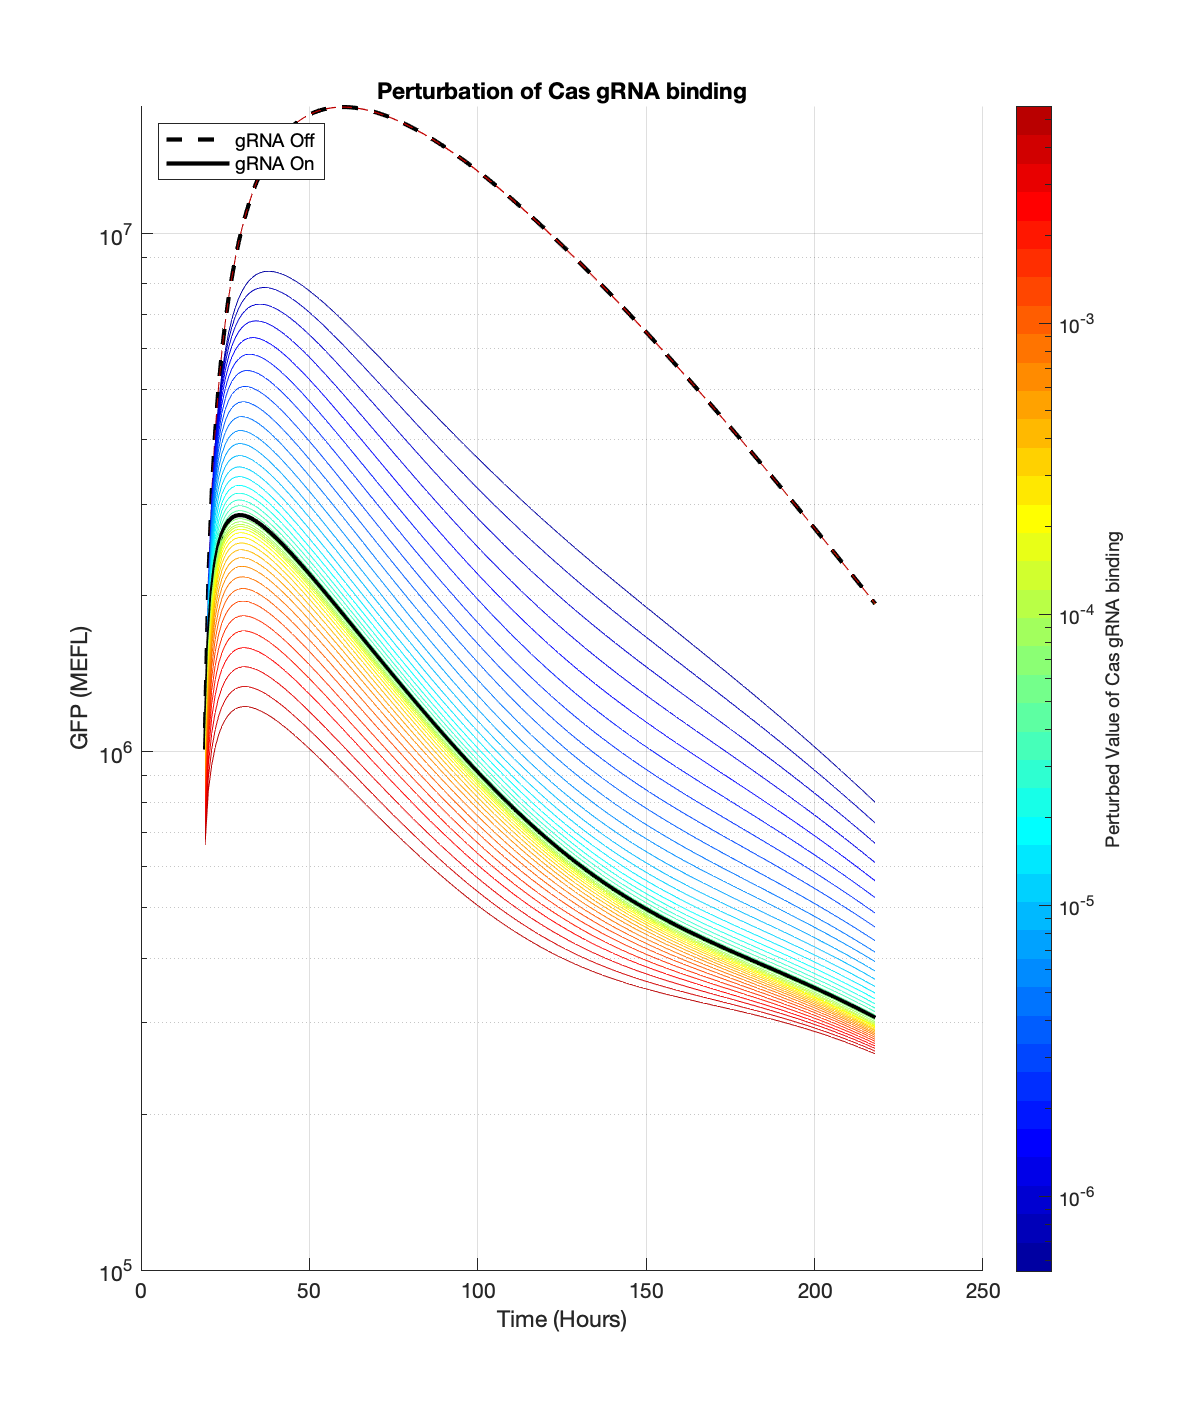 Perturbation of Cas gRNA binding
gRNA Off
gRNA On
GFP (MEFL)
10^7
10^6
10^5
0 50 100 150 200 250
Time (Hours)
10^-3
10^-4
10^-5
10^-6
Perturbed Value of Cas gRNA binding